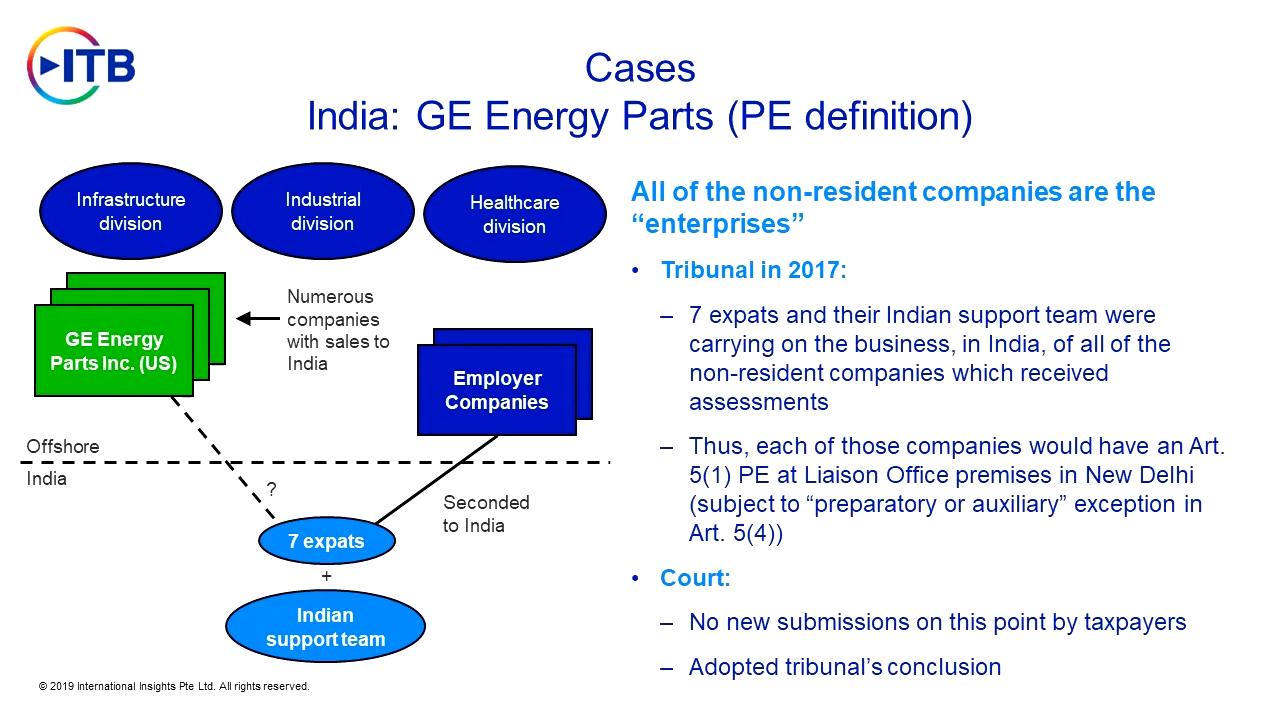 ITB
Cases
India: GE Energy Parts (PE definition)
Infrastructure
division
Industrial
division
Healthcare
division
GE Energy
Parts Inc. (US)
Numerous
companies
with sales to
India
Employer
Companies
Offshore
India
?
Seconded
to India
7 expats
+
Indian
support team
All of the non-resident companies are the
“enterprises”
• Tribunal in 2017:
– 7 expats and their Indian support team were
carrying on the business, in India, of all of the
non-resident companies which received
assessments
– Thus, each of those companies would have an Art.
5(1) PE at Liaison Office premises in New Delhi
(subject to “preparatory or auxiliary” exception in
Art. 5(4))
• Court:
– No new submissions on this point by taxpayers
– Adopted tribunal’s conclusion
© 2019 International Insights Pte Ltd. All rights reserved.